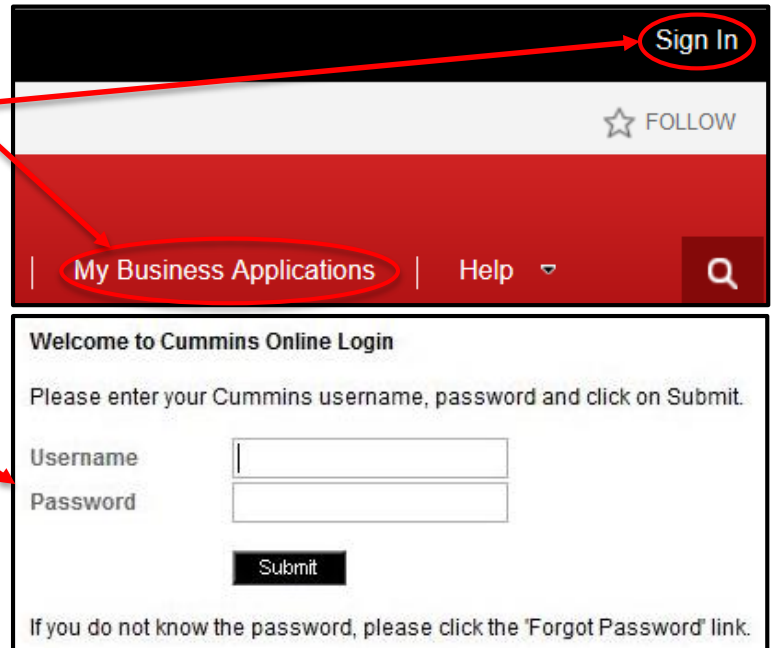 Sign In
FOLLOW
| My Business Applications | Help
Welcome to Cummins Online Login
Please enter your Cummins username, password and click on Submit.
Username
Password
Submit
If you do not know the password, please click the 'Forgot Password' link.